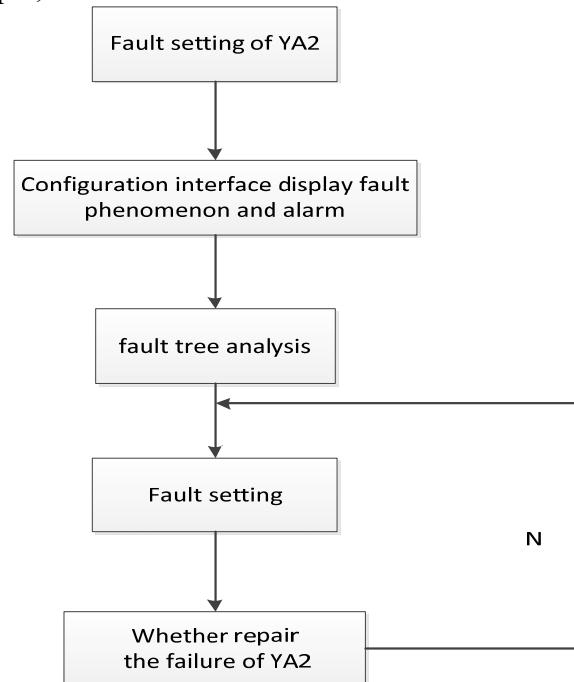 Fault setting of YA2
Configuration interface display fault
phenomenon and alarm
fault tree analysis
Fault setting
N
Whether repair
the failure of YA2